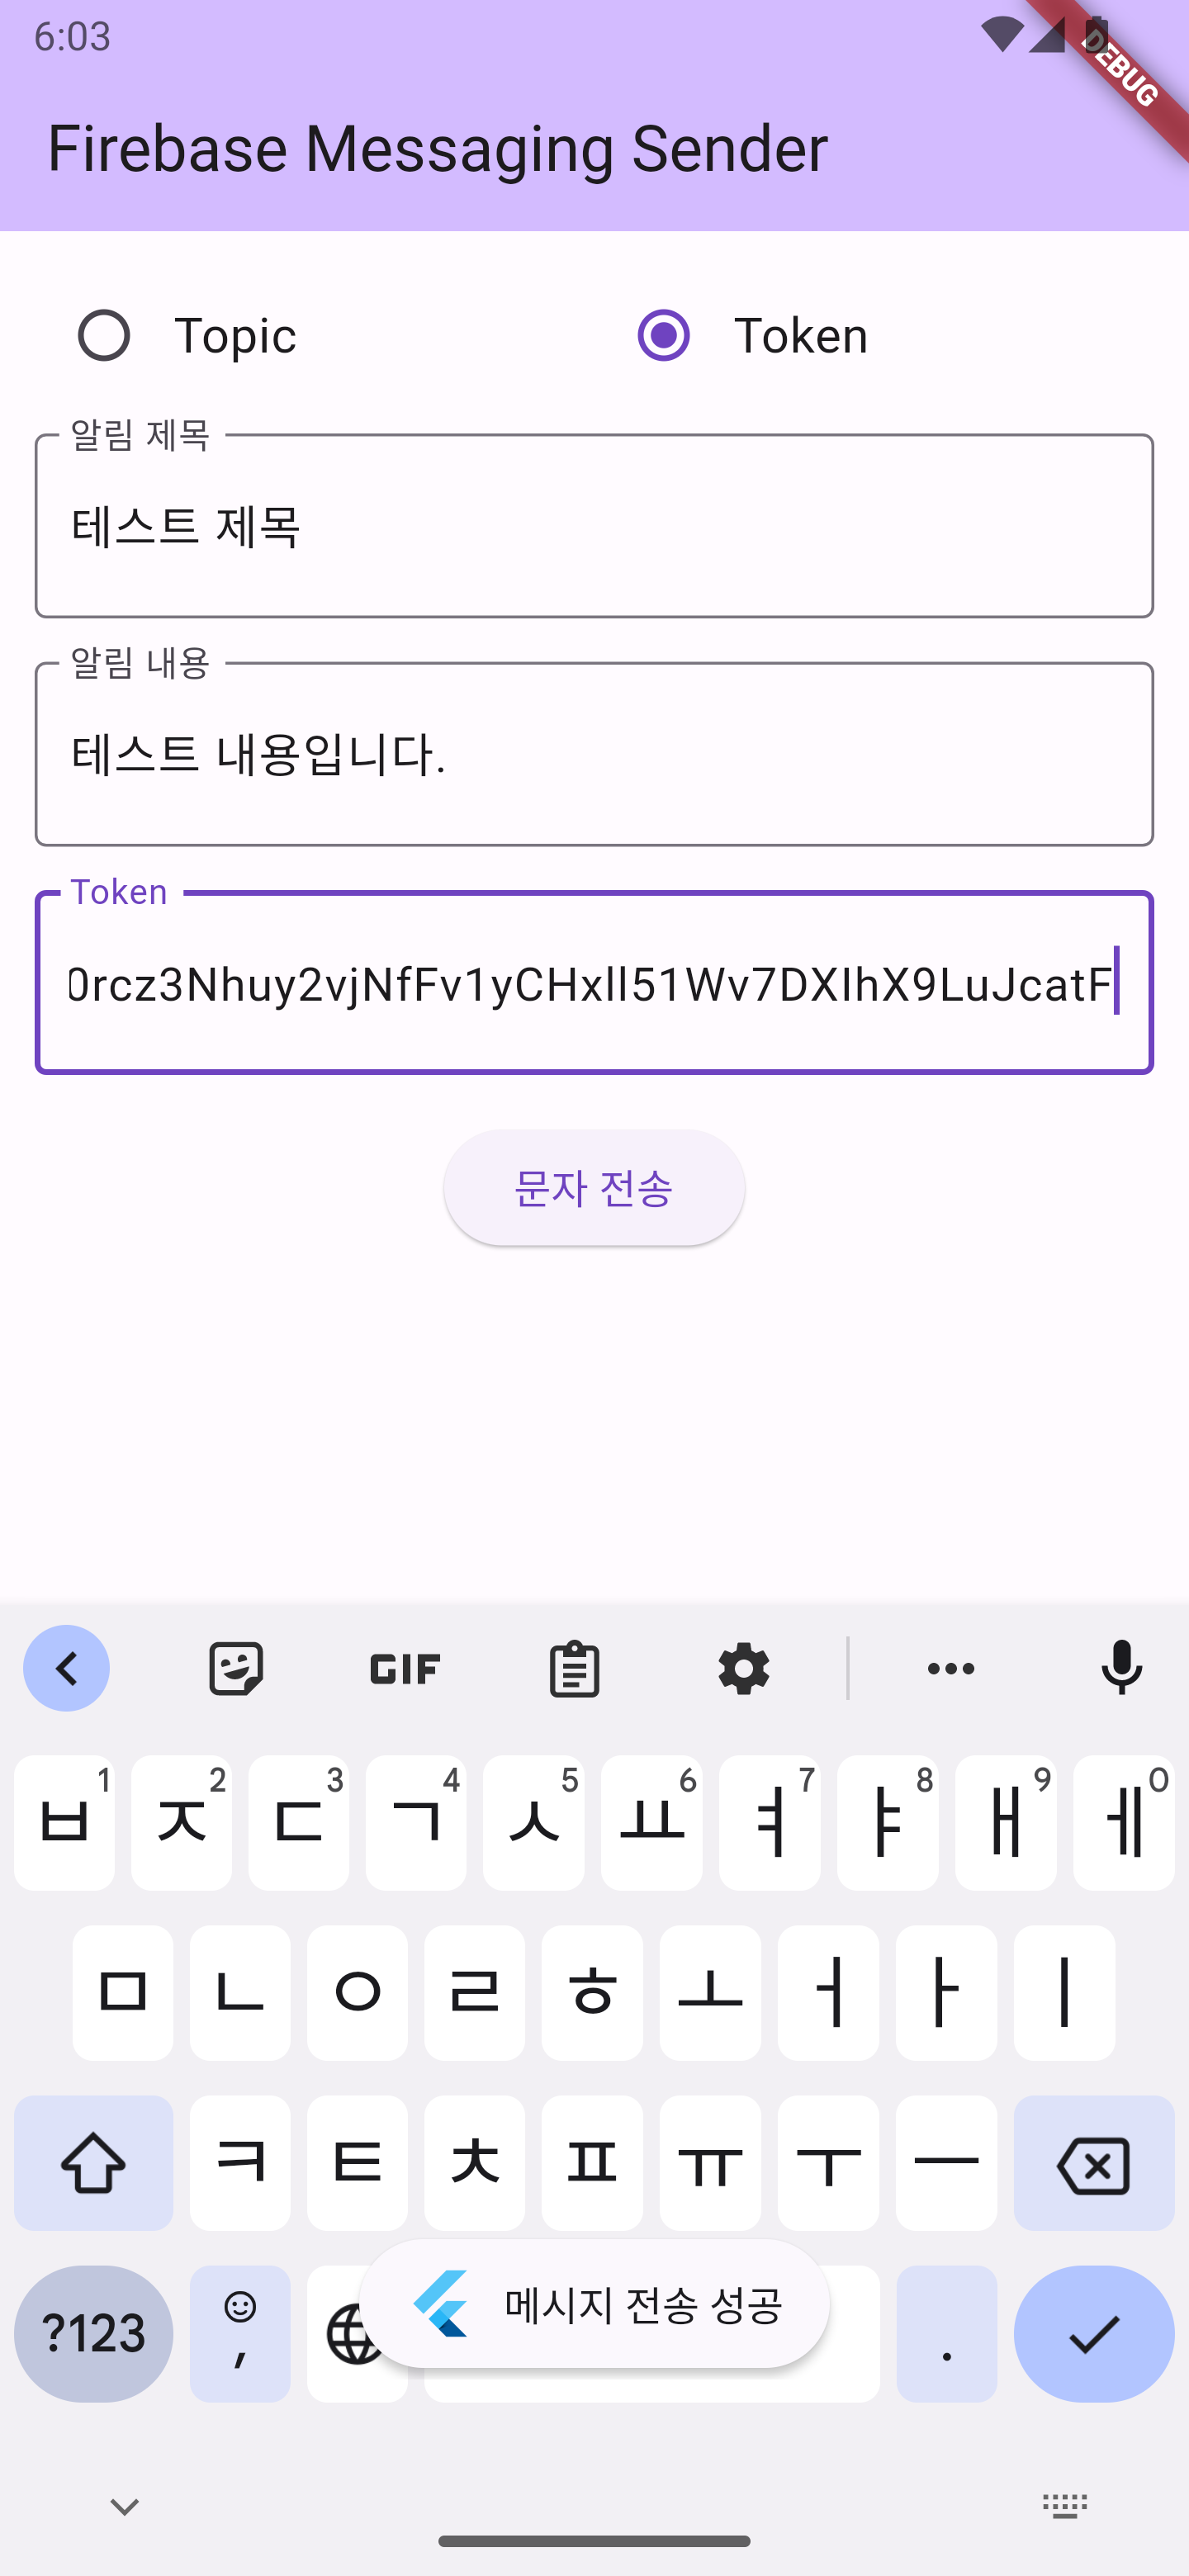 6:03
DEBUG
Firebase Messaging Sender
Topic
Token
알림 제목
테스트 제목
알림 내용
테스트 내용입니다.
Token
0rcz3Nhuy2vjNfFv1yCHxll51Wv7DXIhX9LuJcatF
문자 전송
GIF
1 2 3 4 5 6 7 8 9 0
ㅂ ㅈ ㄷ ㄱ ㅅ ㅛ ㅕ ㅑ ㅐ ㅔ
ㅁ ㄴ ㅇ ㄹ ㅎ ㅗ ㅓ ㅏ ㅣ
ㅋ ㅌ ㅊ ㅍ ㅠ ㅜ ㅡ
?123 , .
메시지 전송 성공